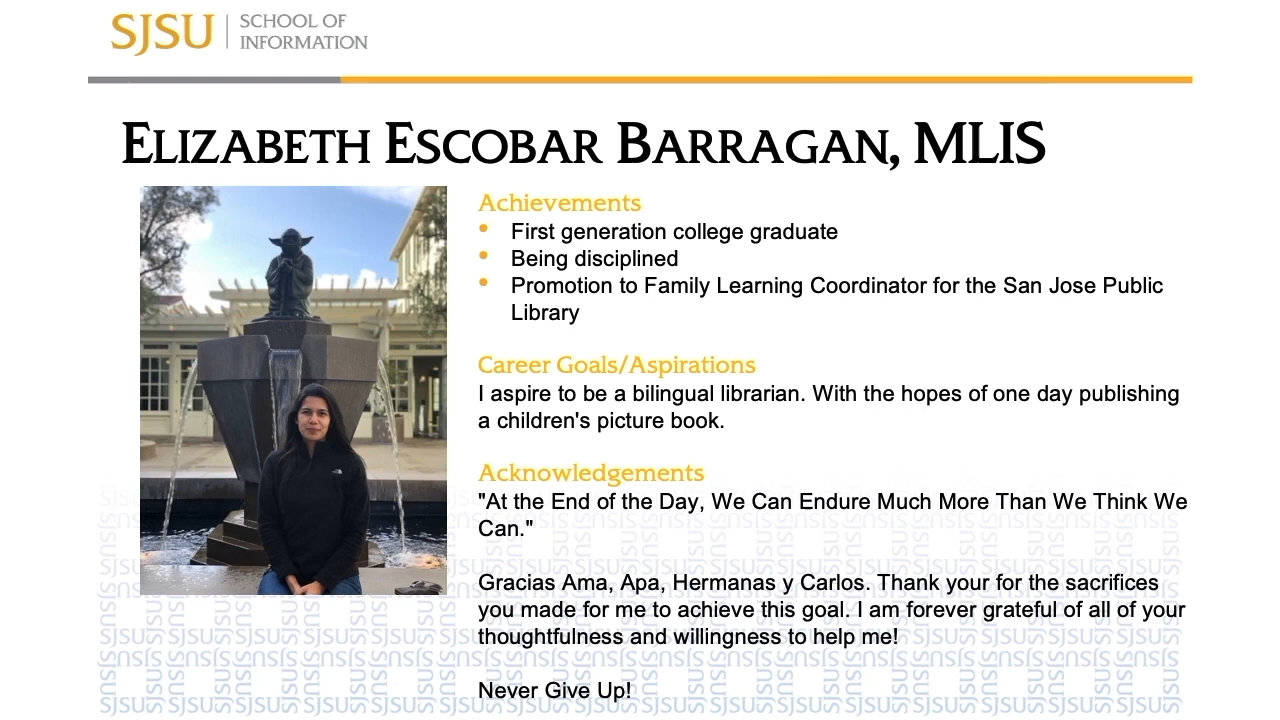 SJSU SCHOOL OF
INFORMATION
ELIZABETH ESCOBAR BARRAGAN, MLIS
Achievements
• First generation college graduate
• Being disciplined
• Promotion to Family Learning Coordinator for the San Jose Public
Library
Career Goals/Aspirations
I aspire to be a bilingual librarian. With the hopes of one day publishing
a children's picture book.
Acknowledgements
"At the End of the Day, We Can Endure Much More Than We Think We
Can."
Gracias Ama, Apa, Hermanas y Carlos. Thank your for the sacrifices
you made for me to achieve this goal. I am forever grateful of all of your
thoughtfulness and willingness to help me!
Never Give Up!